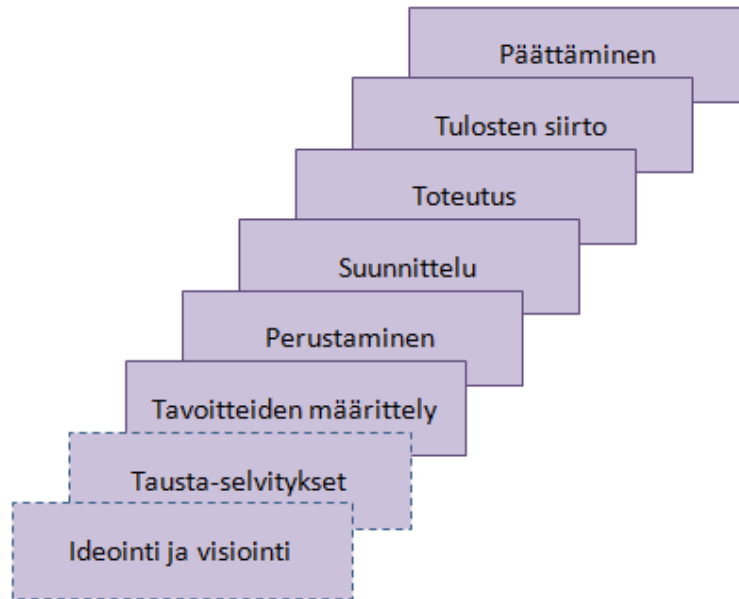 Päättäminen
Tulosten siirto
Toteutus
Suunnittelu
Perustaminen
Tavoitteiden määrittely
Tausta-selvitykset
Ideointi ja visiointi